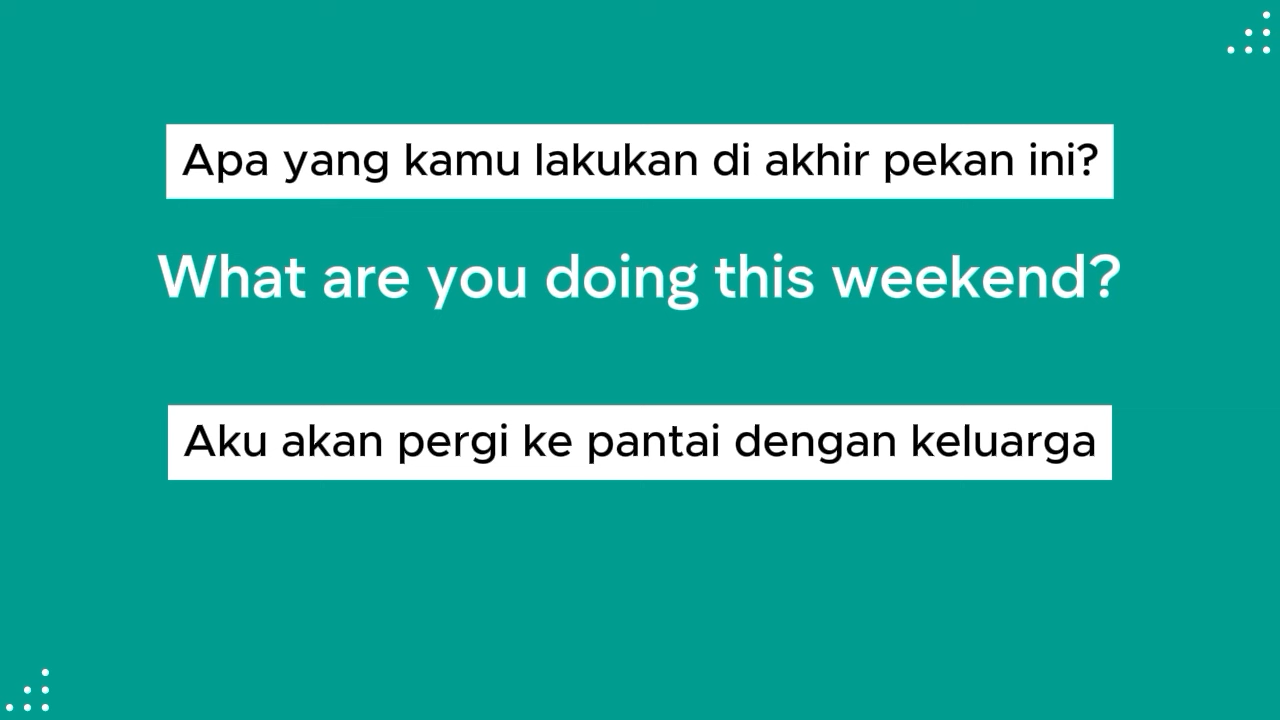 Apa yang kamu lakukan di akhir pekan ini?
What are you doing this weekend?
Aku akan pergi ke pantai dengan keluarga